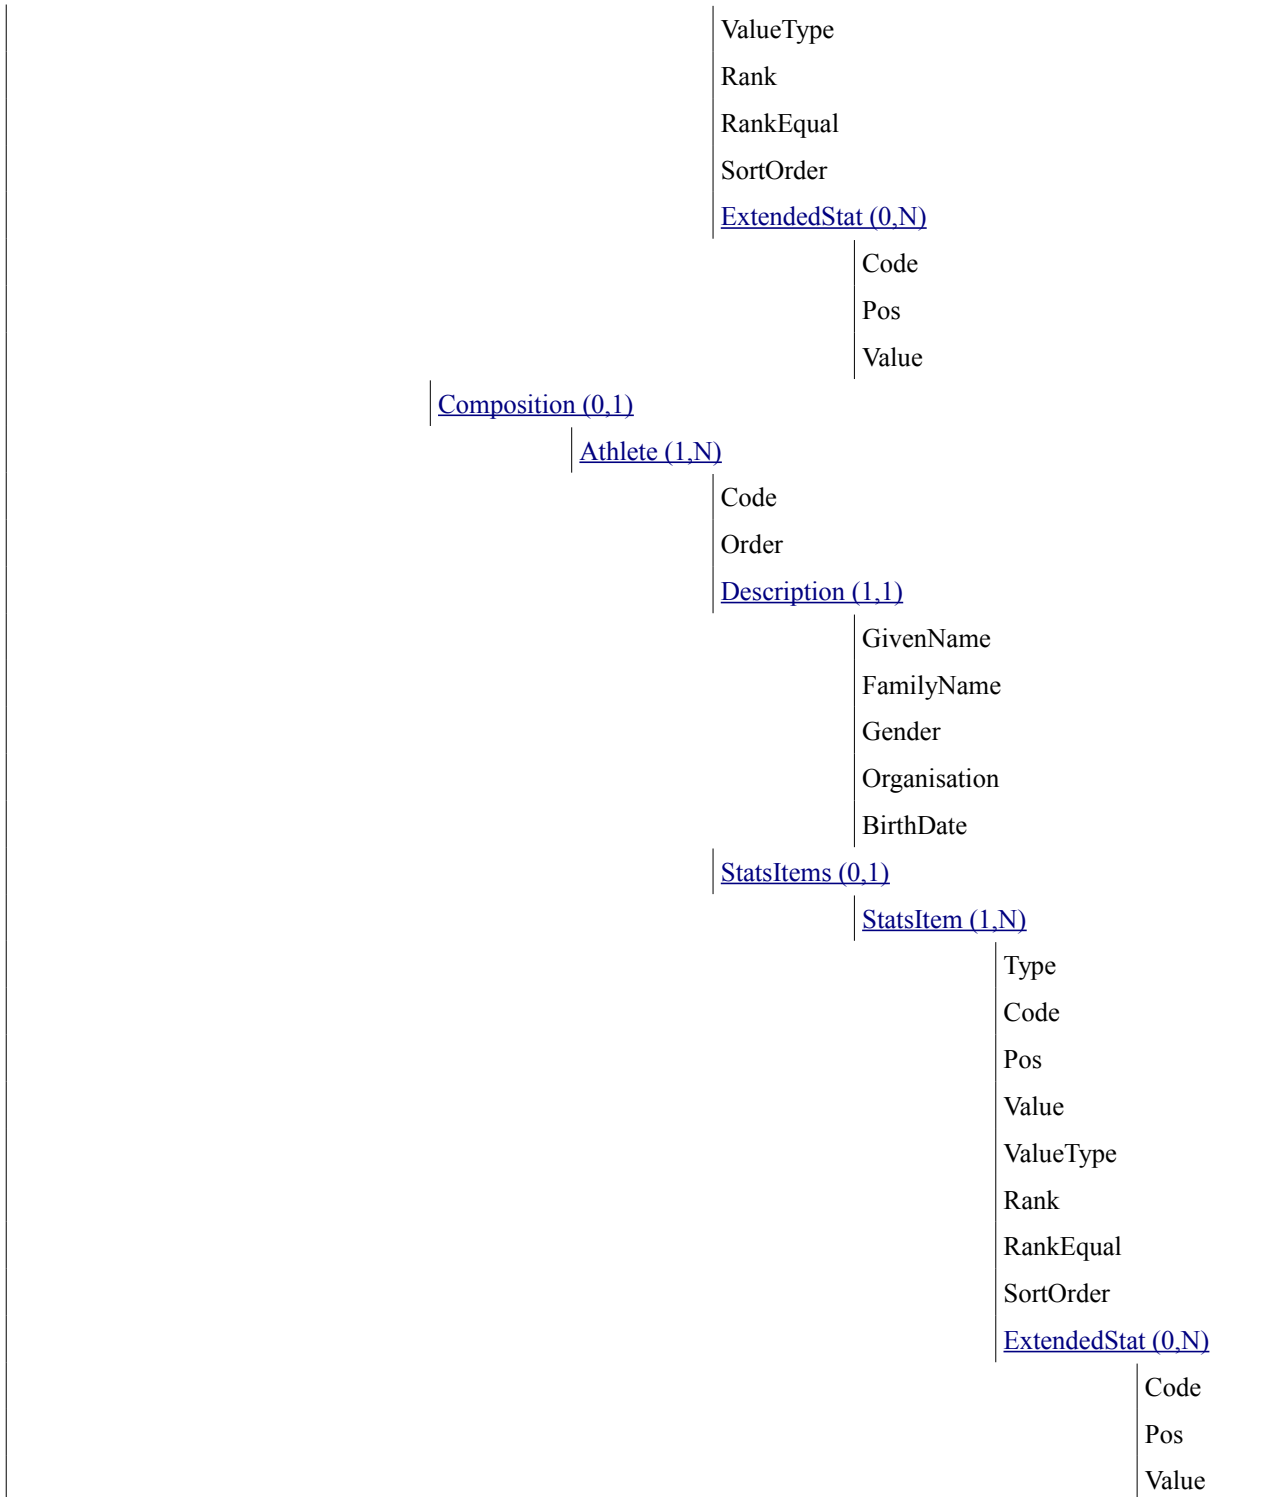 ValueType
Rank
RankEqual
SortOrder
ExtendedStat (0,N)
Code
Pos
Value
Composition (0,1)
Athlete (1,N)
Code
Order
Description (1,1)
GivenName
FamilyName
Gender
Organisation
BirthDate
StatsItems (0,1)
StatsItem (1,N)
Type
Code
Pos
Value
ValueType
Rank
RankEqual
SortOrder
ExtendedStat (0,N)
Code
Pos
Value